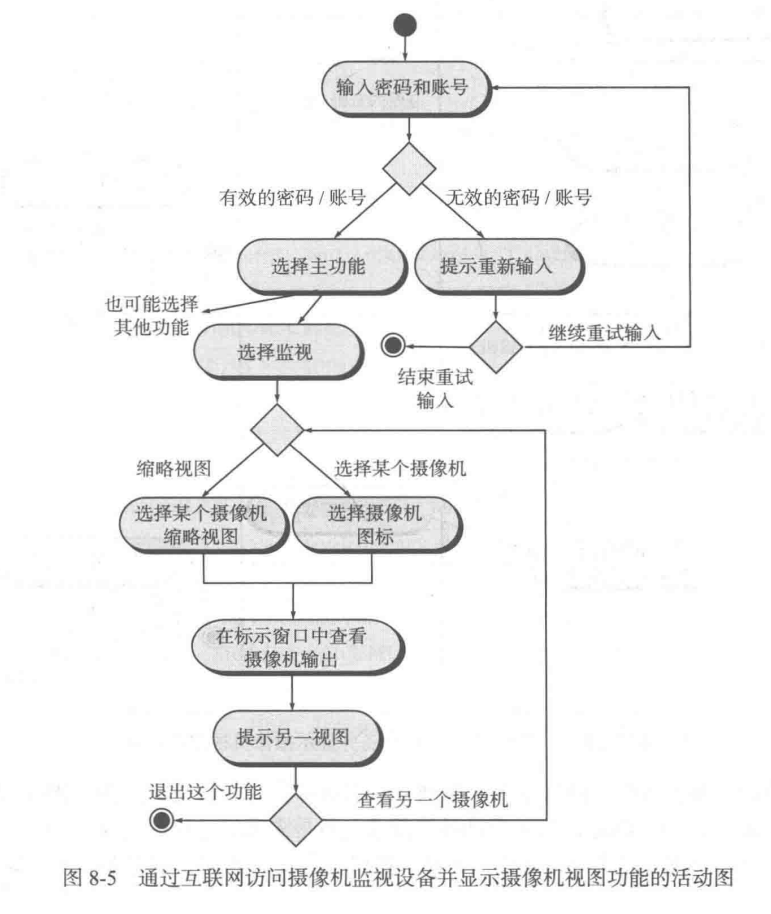 输入密码和账号
有效的密码 / 账号
无效的密码 / 账号
选择主功能
提示重新输入
也可能选择
其他功能
选择监视
继续重试输入
结束重试
输入
缩略视图
选择某个摄像机
选择某个摄像机
缩略视图
选择摄像机
图标
在标示窗口中查看
摄像机输出
提示另一视图
退出这个功能
查看另一个摄像机
图 8-5 通过互联网访问摄像机监视设备并显示摄像机视图功能的活动图